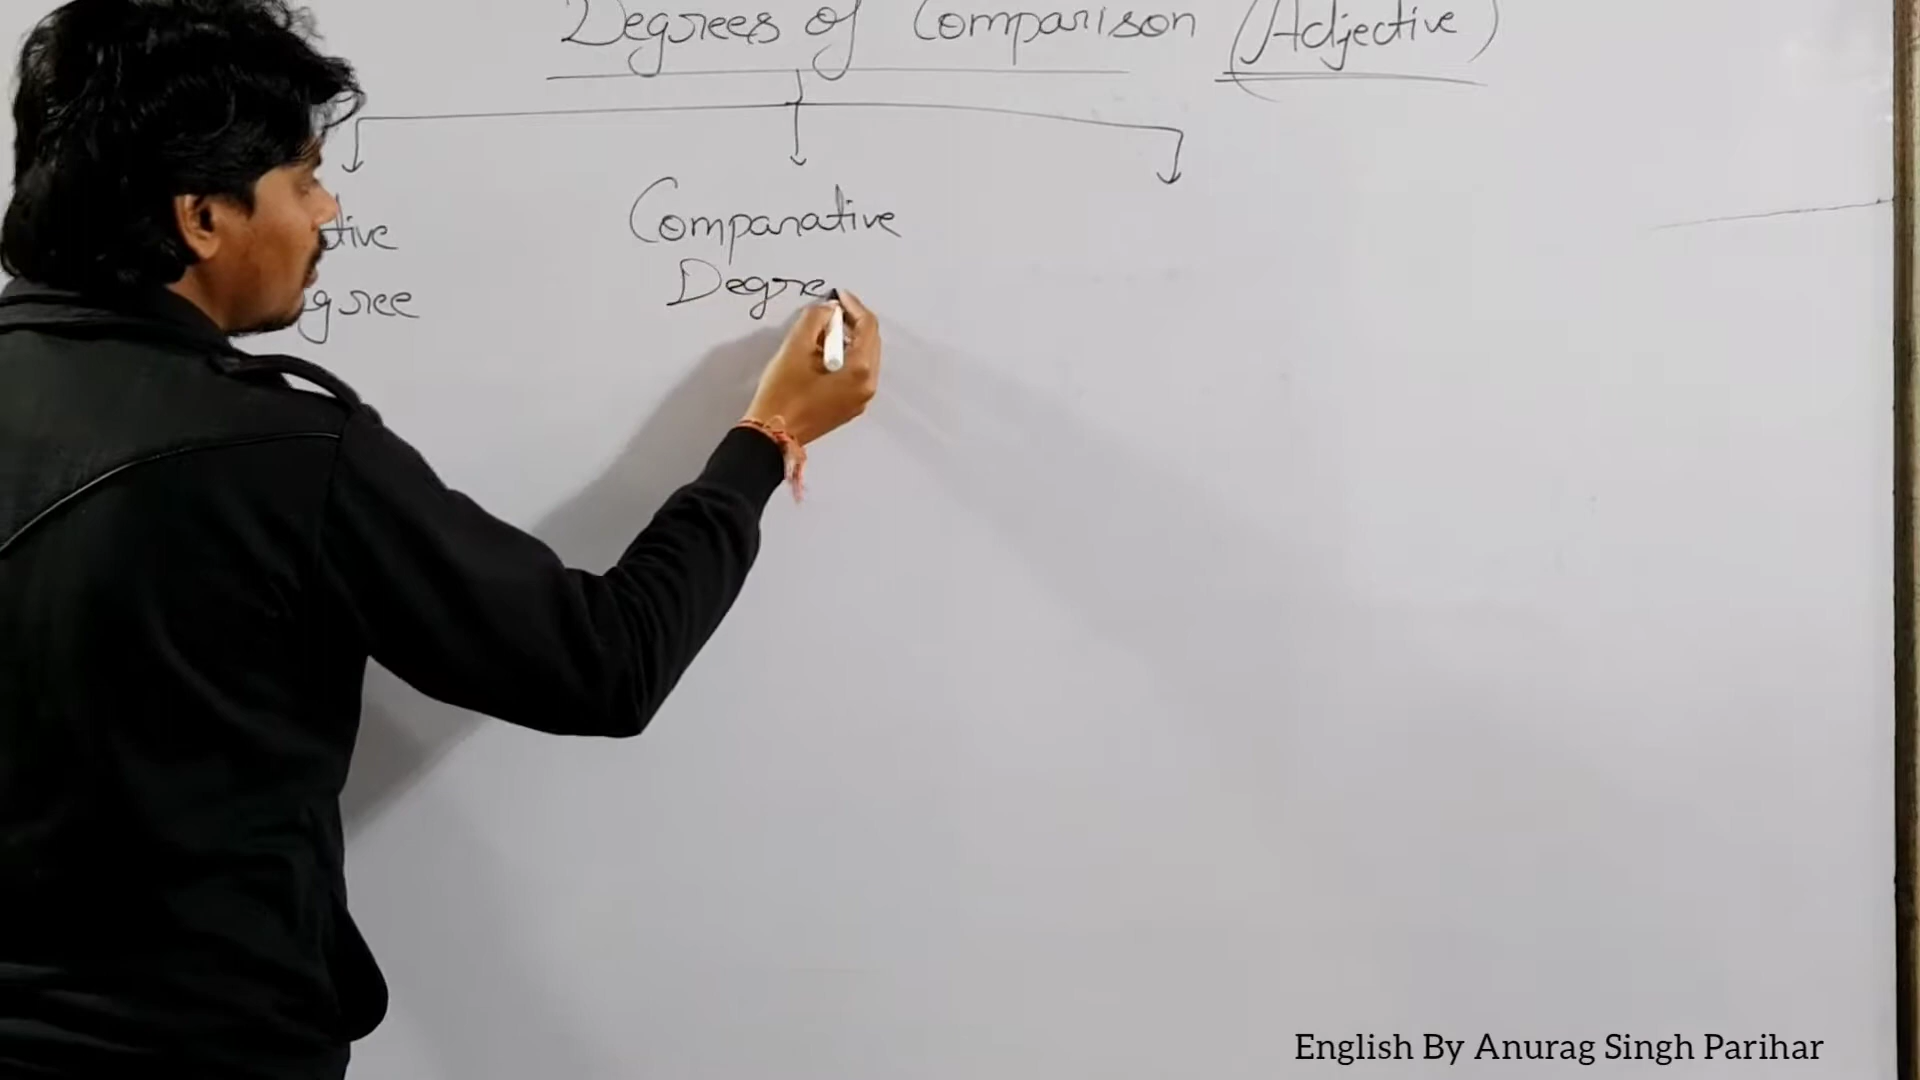 Degrees of Comparison (Adjective)
tive
gree
Comparative
Degre
English By Anurag Singh Parihar